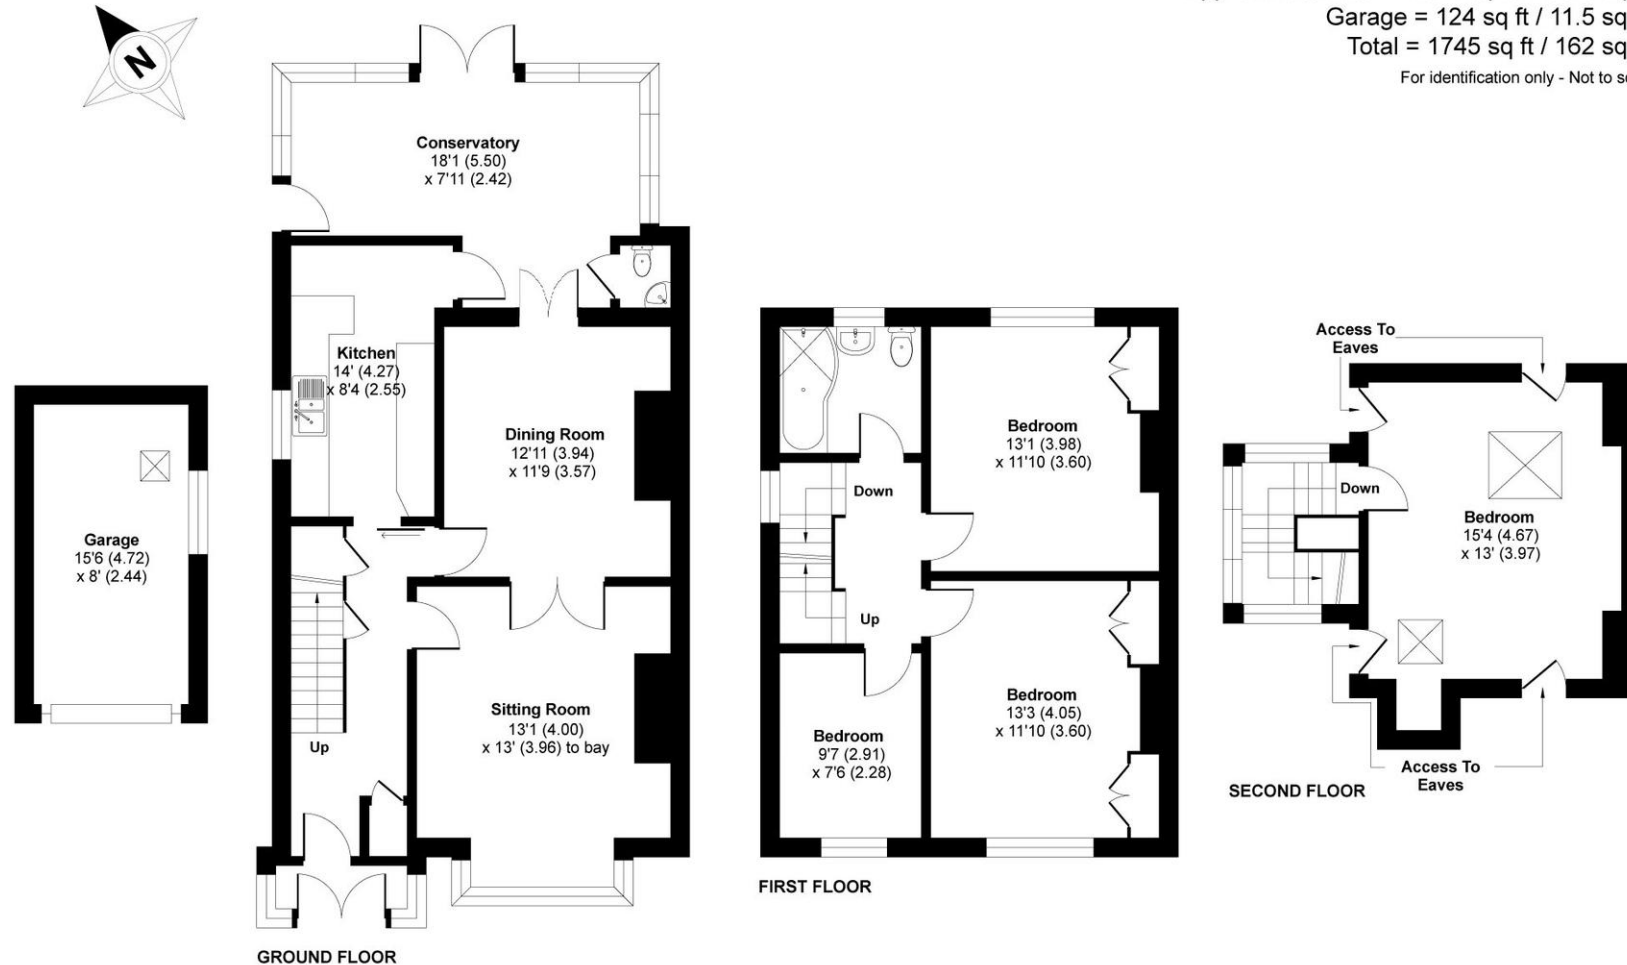 Garage = 124 sq ft / 11.5 sq
Total = 1745 sq ft / 162 sq
For identification only - Not to
N
Conservatory
18'1 (5.50)
x 7'11 (2.42)
Kitchen
14' (4.27)
x 8'4 (2.55)
Dining Room
12'11 (3.94)
x 11'9 (3.57)
Garage
15'6 (4.72)
x 8' (2.44)
Sitting Room
13'1 (4.00)
x 13' (3.96) to bay
Up
GROUND FLOOR
Bedroom
13'1 (3.98)
x 11'10 (3.60)
Down
Up
Bedroom
13'3 (4.05)
x 11'10 (3.60)
Bedroom
9'7 (2.91)
x 7'6 (2.28)
FIRST FLOOR
Access To
Eaves
Down
Bedroom
15'4 (4.67)
x 13' (3.97)
Access To
Eaves
SECOND FLOOR